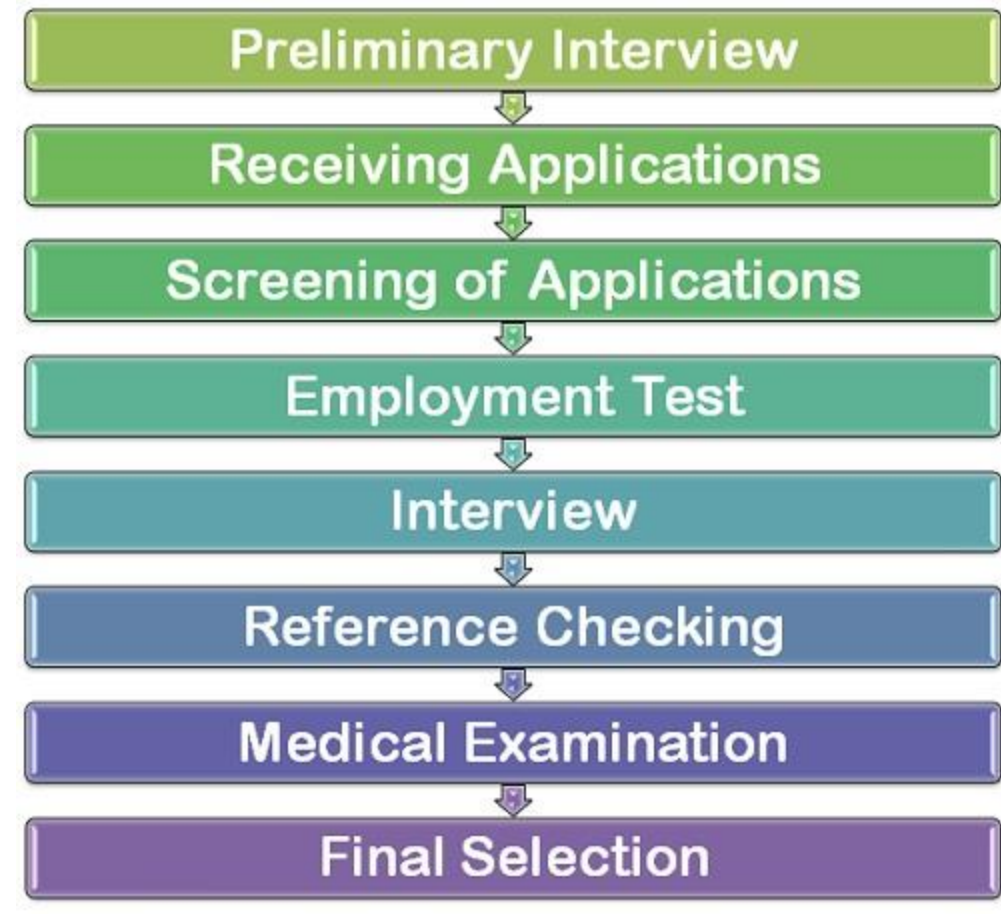 Preliminary Interview
Receiving Applications
Screening of Applications
Employment Test
Interview
Reference Checking
Medical Examination
Final Selection